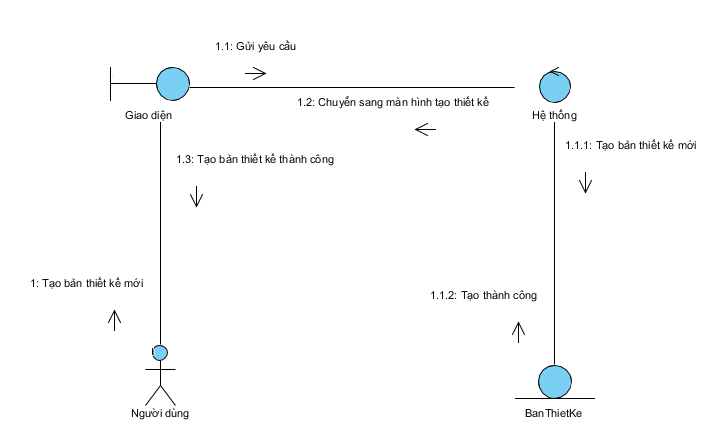 1.1: Gửi yêu cầu
1.2: Chuyển sang màn hình tạo thiết kế
Giao diện
Hệ thống
1.1.1: Tạo bản thiết kế mới
1.3: Tạo bản thiết kế thành công
1: Tạo bản thiết kế mới
1.1.2: Tạo thành công
Người dùng
BanThietKe